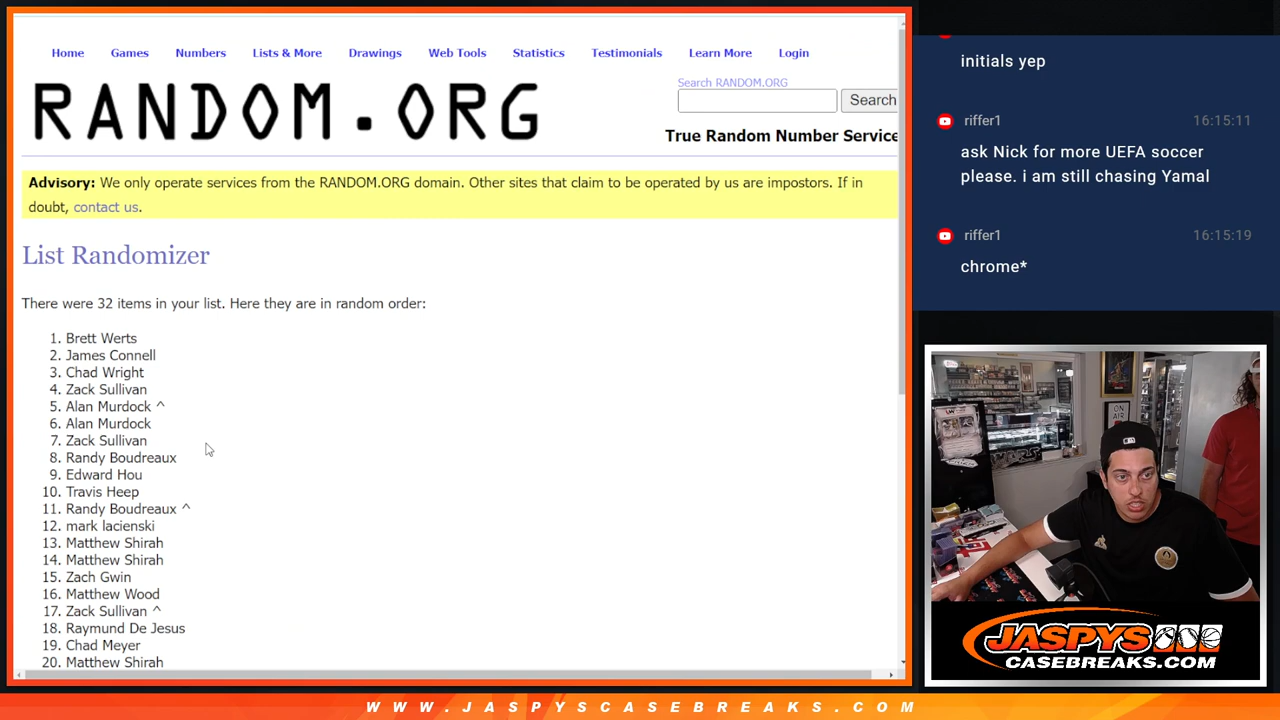 Home Games Numbers Lists & More Drawings Web Tools Statistics Testimonials Learn More Login
RANDOM.ORG
Search RANDOM.ORG
Search
True Random Number Service
Advisory: We only operate services from the RANDOM.ORG domain. Other sites that claim to be operated by us are impostors. If in
doubt, contact us.
List Randomizer
There were 32 items in your list. Here they are in random order:
1. Brett Werts
2. James Connell
3. Chad Wright
4. Zack Sullivan
5. Alan Murdock ^
6. Alan Murdock
7. Zack Sullivan
8. Randy Boudreaux
9. Edward Hou
10. Travis Heep
11. Randy Boudreaux ^
12. mark lacienski
13. Matthew Shirah
14. Matthew Shirah
15. Zach Gwin
16. Matthew Wood
17. Zack Sullivan ^
18. Raymund De Jesus
19. Chad Meyer
20. Matthew Shirah
initials yep
riffer1 16:15:11
ask Nick for more UEFA soccer
please. i am still chasing Yamal
riffer1 16:15:19
chrome*
ON
AIR
JASPYS
CASEBREAKS.COM
WWW.JASPYSCASEBREAKS.COM